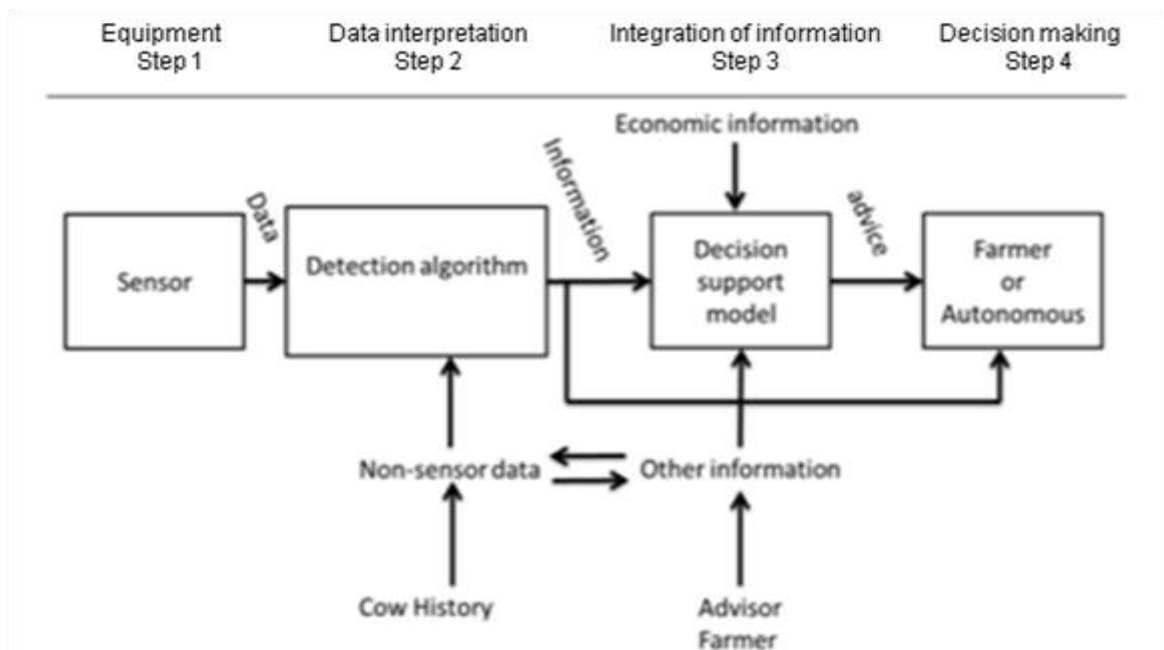 Equipment
Step 1
Data interpretation
Step 2
Integration of information
Step 3
Decision making
Step 4
Economic information
Data
Information
advice
Sensor
Detection algorithm
Decision
support
model
Farmer
or
Autonomous
Non-sensor data
Other information
Cow History
Advisor
Farmer